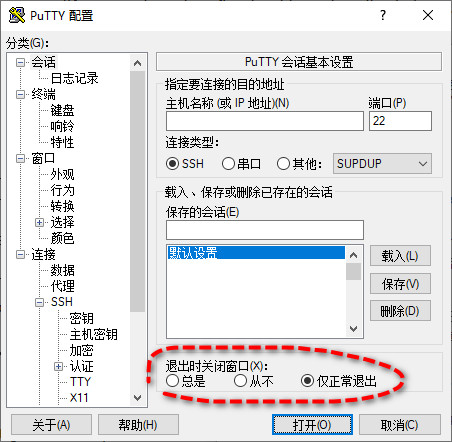 PuTTY 配置
分类(G):
会话
日志记录
终端
键盘
响铃
特性
窗口
外观
行为
转换
选择
颜色
连接
数据
代理
SSH
密钥
主机密钥
加密
认证
TTY
X11
PuTTY 会话基本设置
指定要连接的目的地址
主机名称 (或 IP 地址)(N) 端口(P)
22
连接类型:
SSH 串口 其他: SUPDUP
载入、保存或删除已存在的会话
保存的会话(E)
默认设置
载入(L)
保存(V)
删除(D)
退出时关闭窗口(X):
总是 从不 仅正常退出
关于(A) 帮助(H) 打开(O) 取消(C)